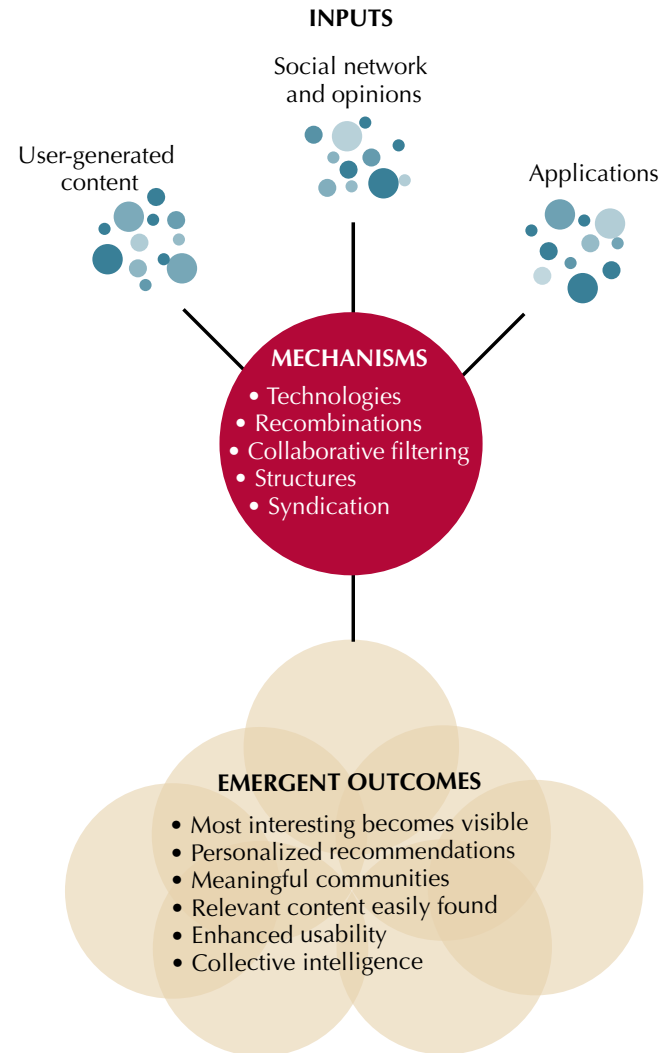 INPUTS
Social network
and opinions
User-generated
content
Applications
MECHANISMS
• Technologies
• Recombinations
• Collaborative filtering
• Structures
• Syndication
EMERGENT OUTCOMES
• Most interesting becomes visible
• Personalized recommendations
• Meaningful communities
• Relevant content easily found
• Enhanced usability
• Collective intelligence